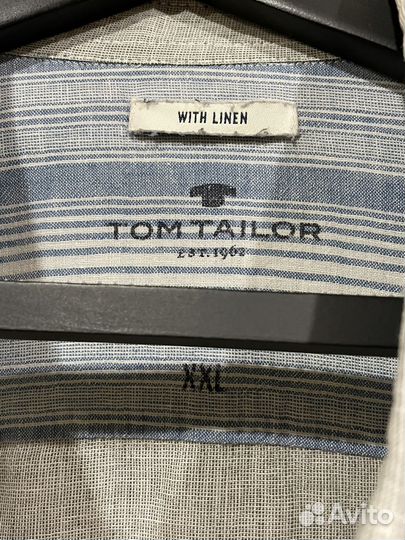 WITH LINEN
TOM TAILOR
EST. 1962
XXL
Avito